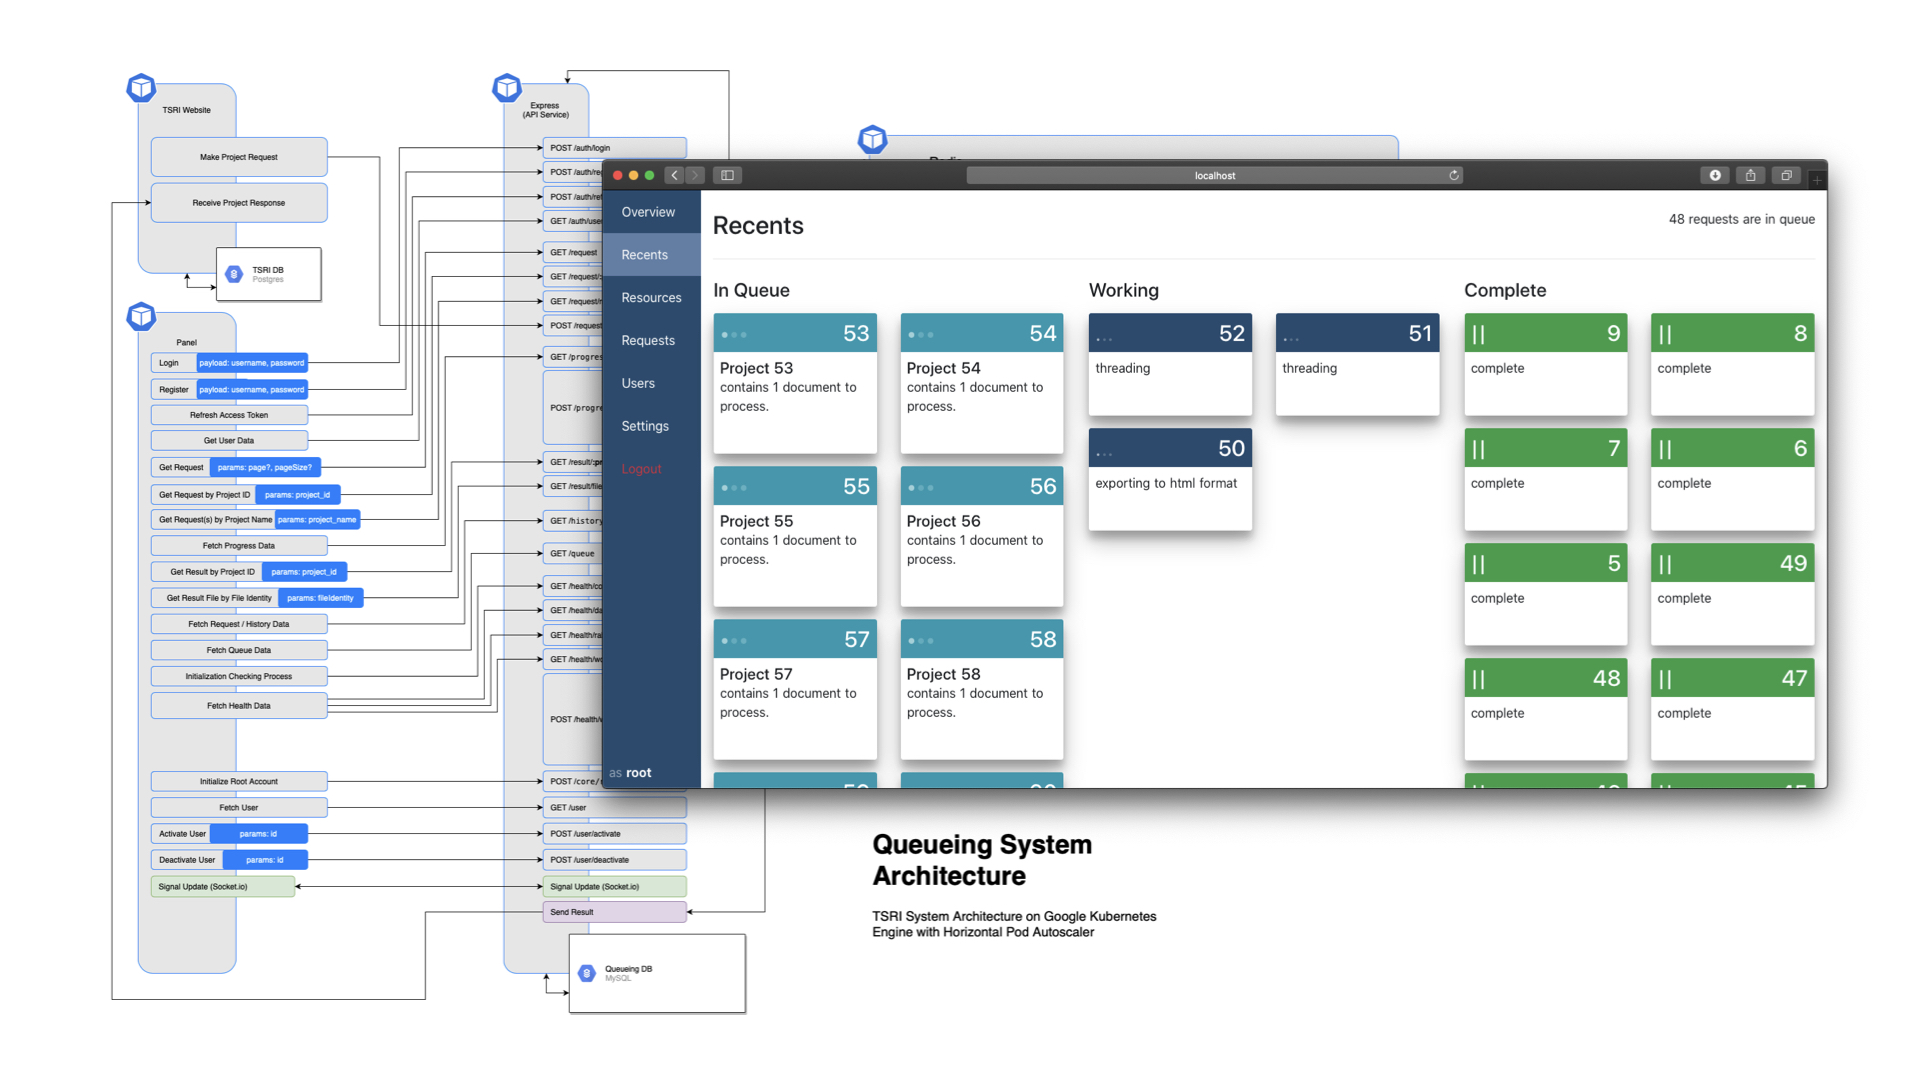 TSRI Website
Make Project Request
Receive Project Response
TSRI DB
Postgres
Panel
Login payload: username, password
Register payload: username, password
Refresh Access Token
Get User Data
Get Request params: page?, pageSize?
Get Request by Project ID params: project_id
Get Request(s) by Project Name params: project_name
Fetch Progress Data
Get Result by Project ID params: project_id
Get Result File by File Identity params: fileIdentity
Fetch Request / History Data
Fetch Queue Data
Initialization Checking Process
Fetch Health Data
Initialize Root Account
Fetch User
Activate User params: id
Deactivate User params: id
Signal Update (Socket.io)
Express
(API Service)
POST /auth/login
POST /auth/re
POST /auth/ref
GET /auth/use
GET /request
GET /request/:
GET /request/
POST /request
GET /progres
POST /progre
GET /result/:pr
GET /result/file
GET /history
GET /queue
GET /health/co
GET /health/da
GET /health/ra
GET /health/wo
POST /health/
POST /core/
GET /user
POST /user/activate
POST /user/deactivate
Signal Update (Socket.io)
Send Result
Queueing DB
MySQL
localhost
Overview
Recents
Resources
Requests
Users
Settings
Logout
as root
Recents
48 requests are in queue
In Queue
53
Project 53
contains 1 document to
process.
54
Project 54
contains 1 document to
process.
55
Project 55
contains 1 document to
process.
56
Project 56
contains 1 document to
process.
57
Project 57
contains 1 document to
process.
58
Project 58
contains 1 document to
process.
Working
52
threading
51
threading
50
exporting to html format
Complete
9
complete
8
complete
7
complete
6
complete
5
complete
49
complete
48
complete
47
complete
Queueing System
Architecture
TSRI System Architecture on Google Kubernetes
Engine with Horizontal Pod Autoscaler